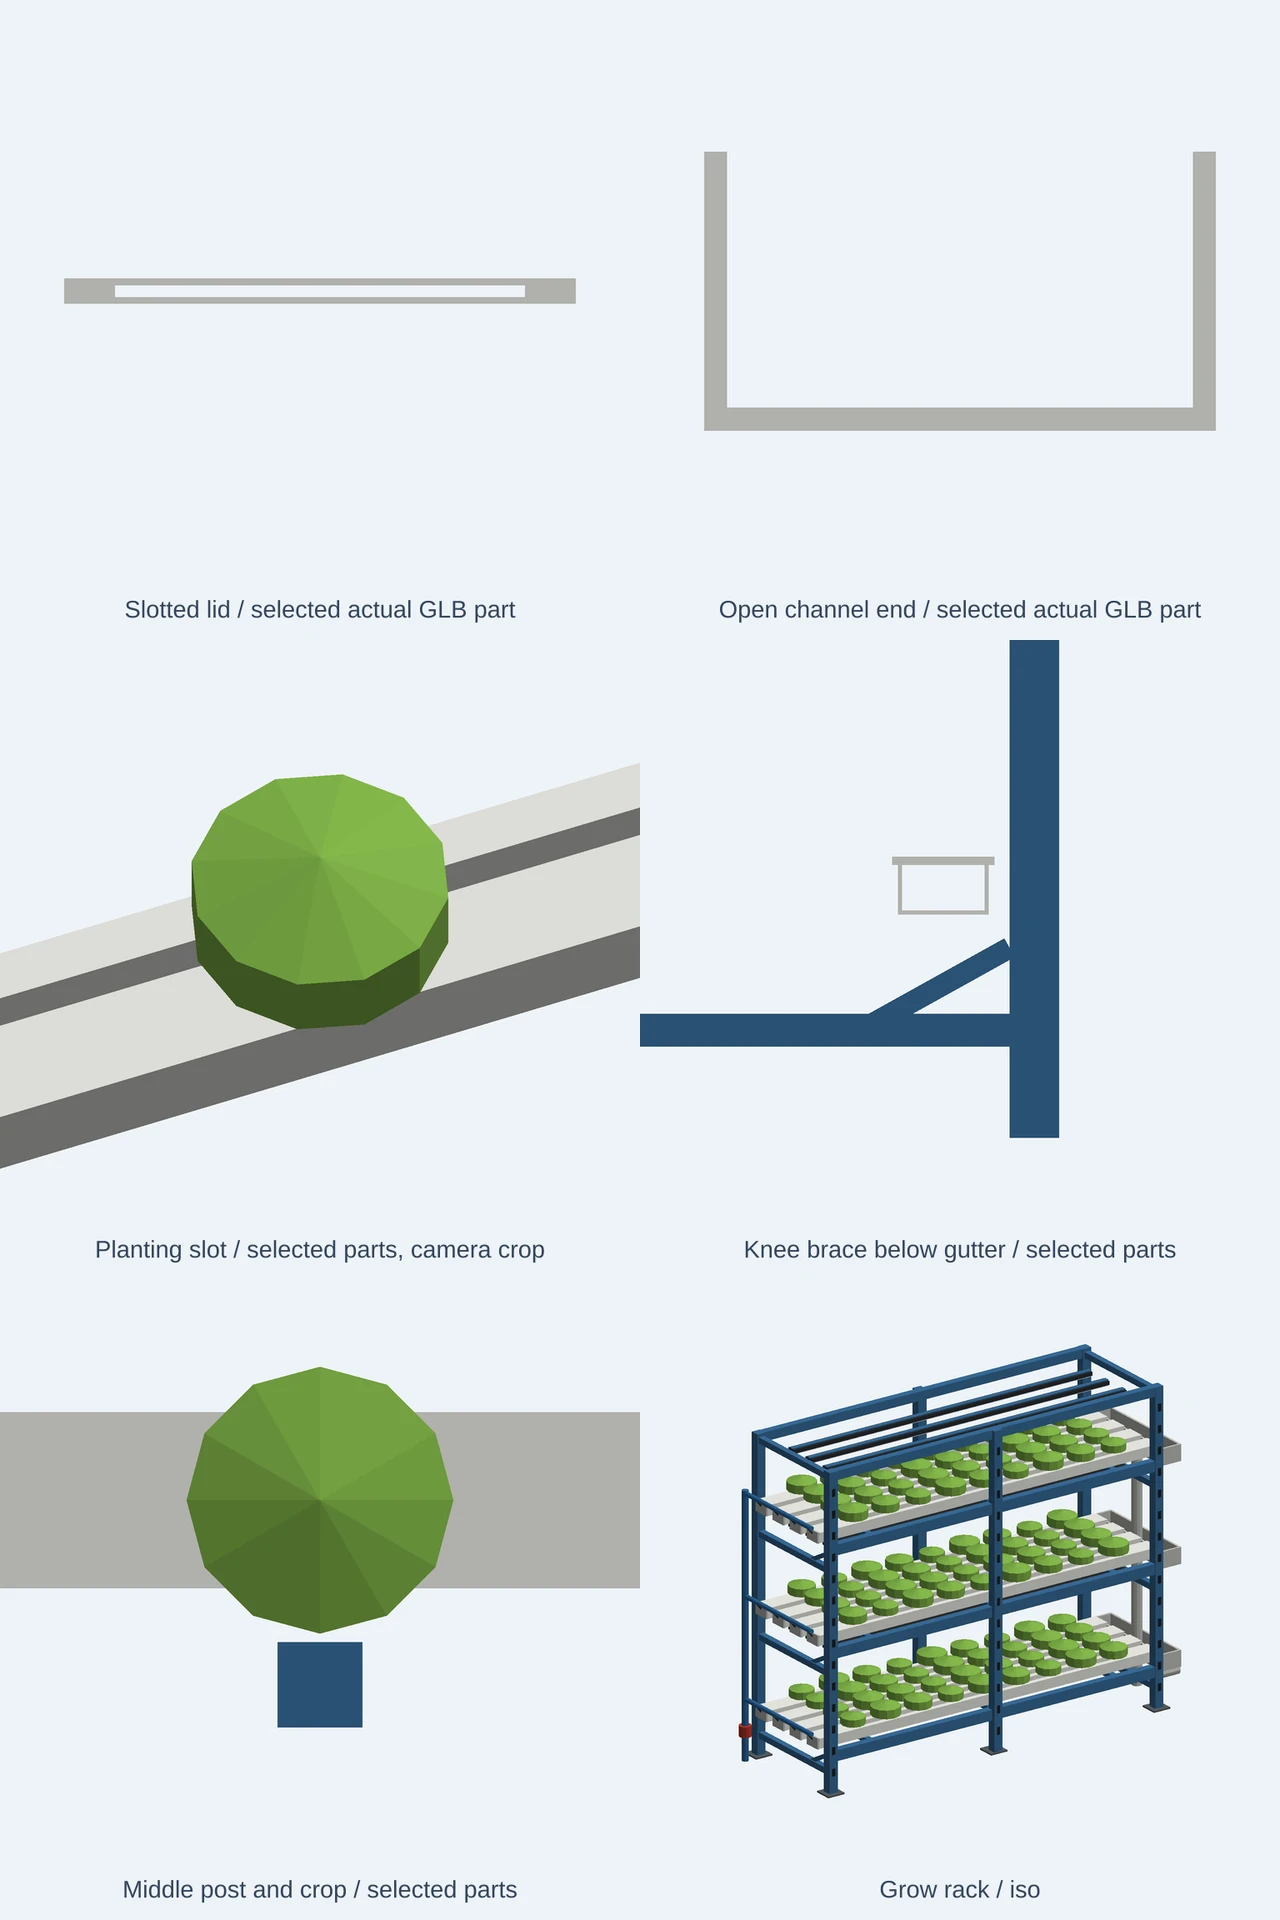 Slotted lid / selected actual GLB part
Open channel end / selected actual GLB part
Planting slot / selected parts, camera crop
Knee brace below gutter / selected parts
Middle post and crop / selected parts
Grow rack / iso